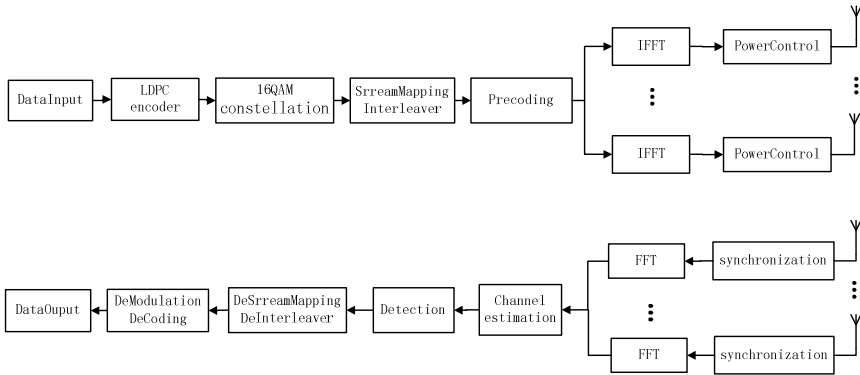 IFFT
PowerControl
DataInput
LDPC
encoder
16QAM
constellation
SrreamMapping
Interleaver
Precoding
IFFT
PowerControl
FFT
synchronization
DataOuput
DeModulation
DeCoding
DeSrreamMapping
DeInterleaver
Detection
Channel
estimation
FFT
synchronization